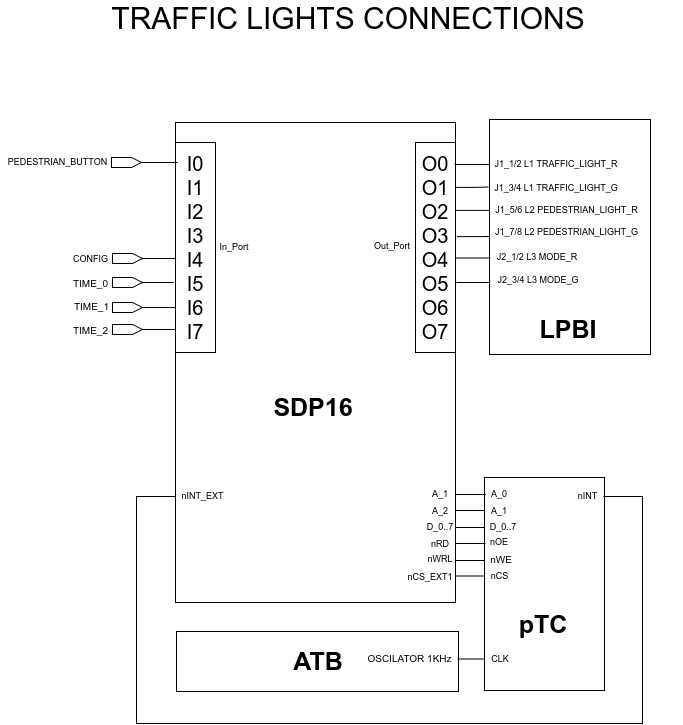 TRAFFIC LIGHTS CONNECTIONS
PEDESTRIAN_BUTTON
CONFIG
TIME_0
TIME_1
TIME_2
I0
I1
I2
I3
I4
I5
I6
I7
In_Port
Out_Port
O0
O1
O2
O3
O4
O5
O6
O7
J1_1/2 L1 TRAFFIC_LIGHT_R
J1_3/4 L1 TRAFFIC_LIGHT_G
J1_5/6 L2 PEDESTRIAN_LIGHT_R
J1_7/8 L2 PEDESTRIAN_LIGHT_G
J2_1/2 L3 MODE_R
J2_3/4 L3 MODE_G
LPBI
SDP16
nINT_EXT
A_1
A_2
D_0..7
nRD
nWRL
nCS_EXT1
A_0
A_1
D_0..7
nOE
nWE
nCS
nINT
pTC
CLK
ATB
OSCILATOR 1KHz